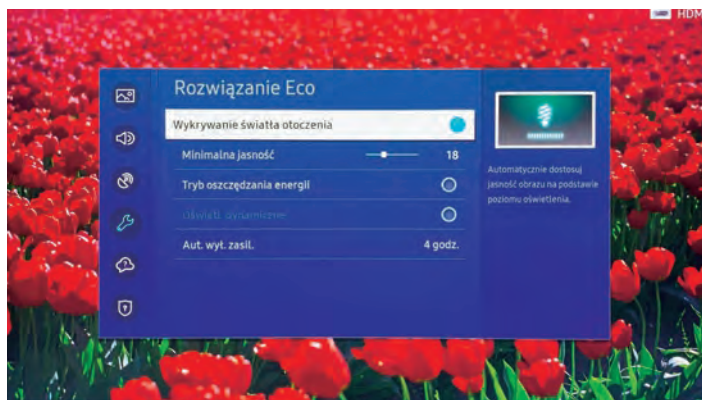 HDM
Rozwiązanie Eco
Wykrywanie światła otoczenia
Minimalna jasność 18
Tryb oszczędzania energii
Aut. wył. zasil. 4 godz.
Automatycznie dostosuj
jasność obrazu na podstawie
poziomu oświetlenia.